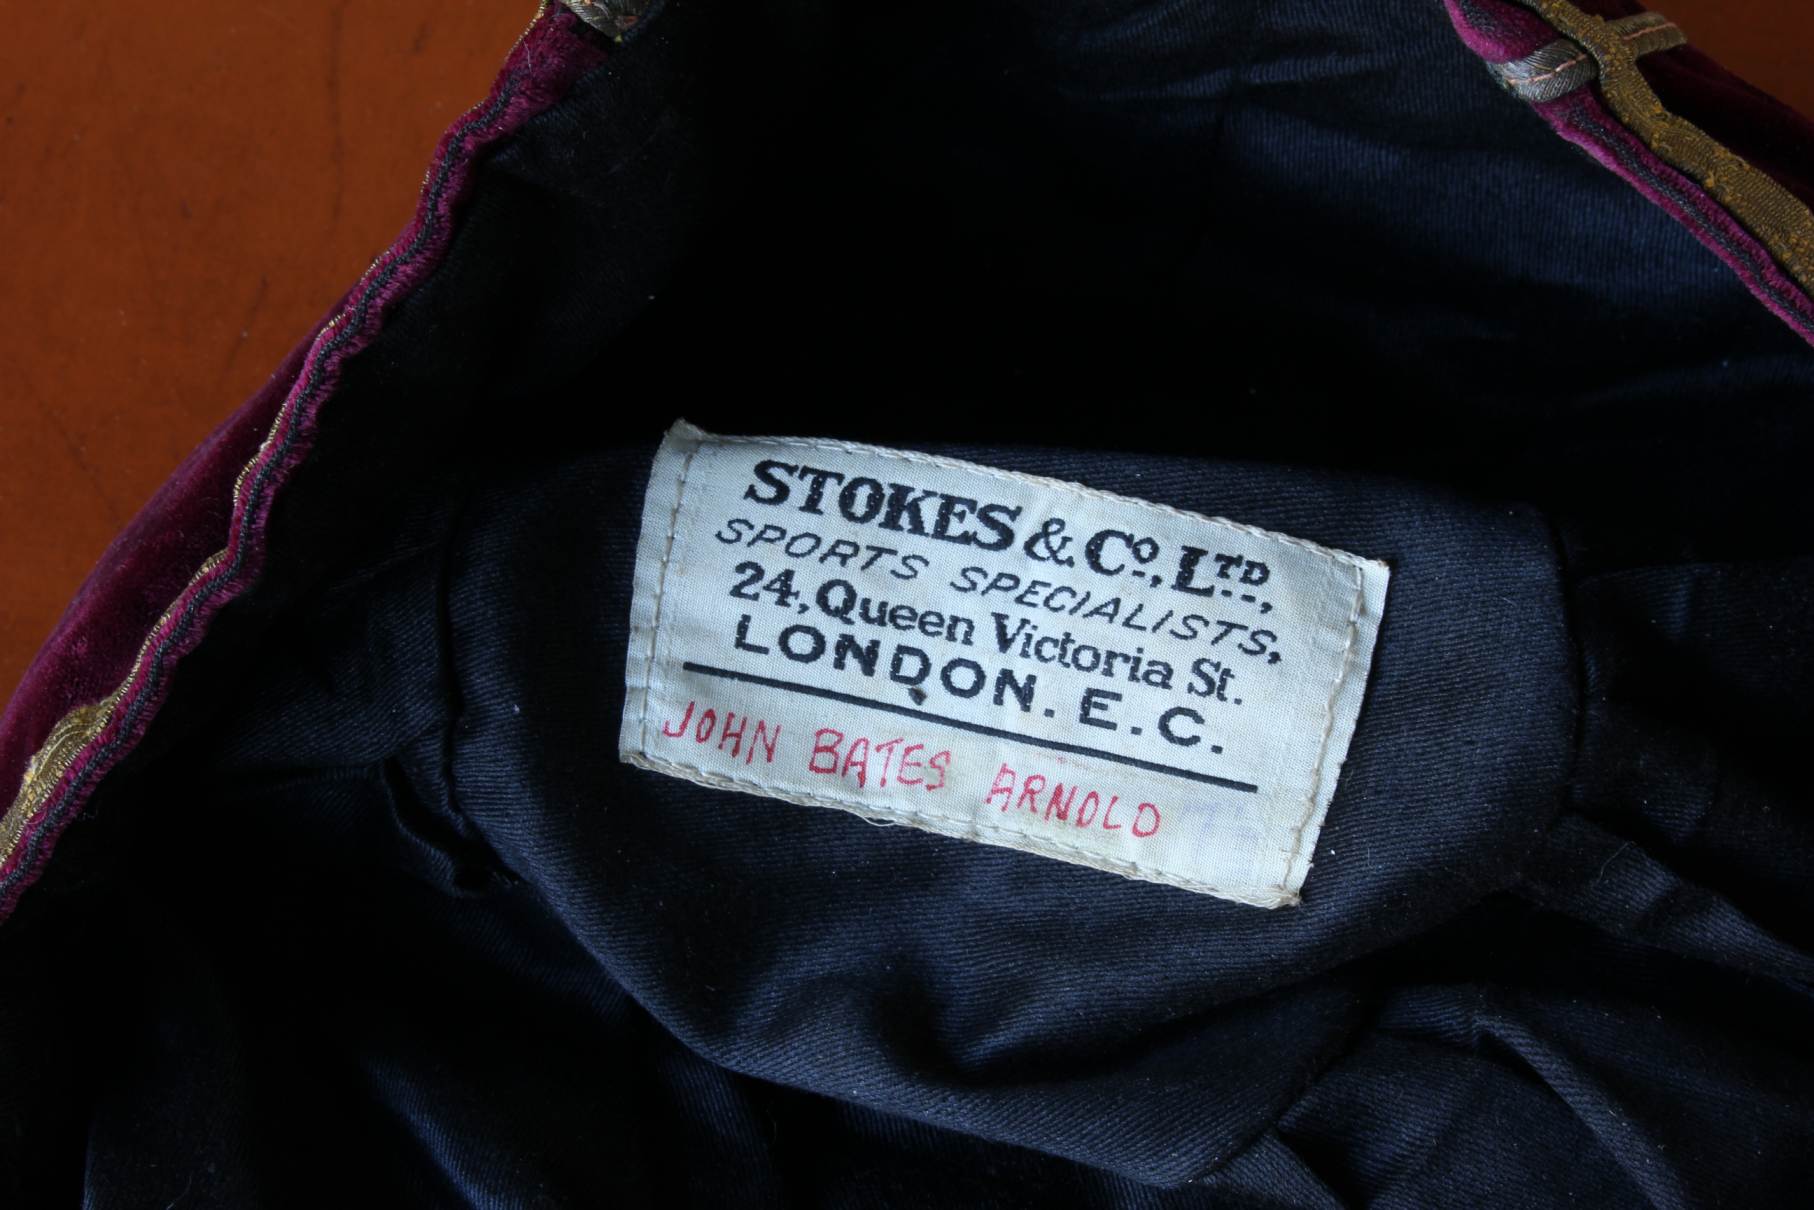 STOKES & Co., LTD.,
SPORTS SPECIALISTS,
24, Queen Victoria St.
LONDON. E. C.
JOHN BATES ARNOLD